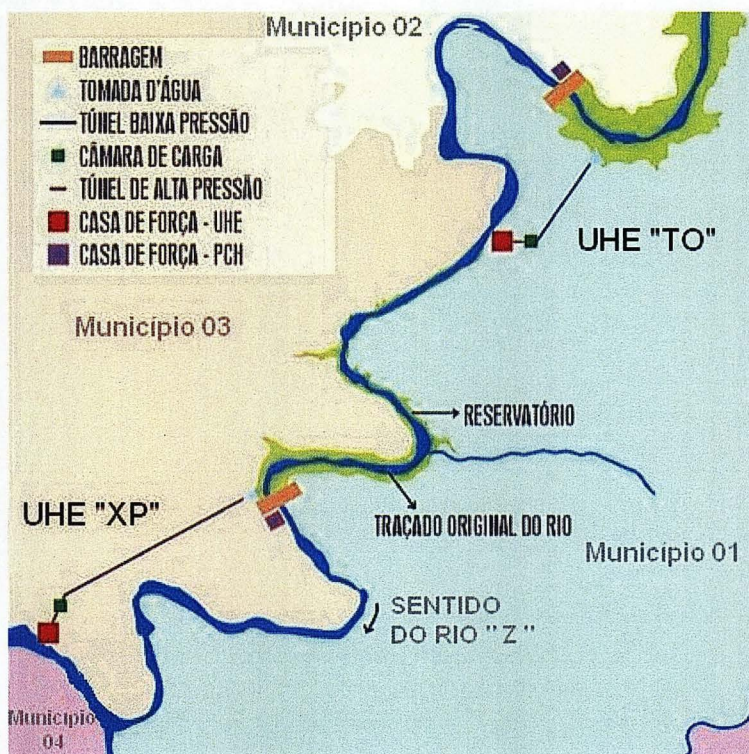 Município 02
BARRAGEM
TOMADA D'ÁGUA
TÚNEL BAIXA PRESSÃO
CÂMARA DE CARGA
TÚNEL DE ALTA PRESSÃO
CASA DE FORÇA - UHE
CASA DE FORÇA - PCH
UHE "TO"
Município 03
RESERVATÓRIO
UHE "XP"
TRAÇADO ORIGINAL DO RIO
Município 01
SENTIDO
DO RIO " Z "
Município
04